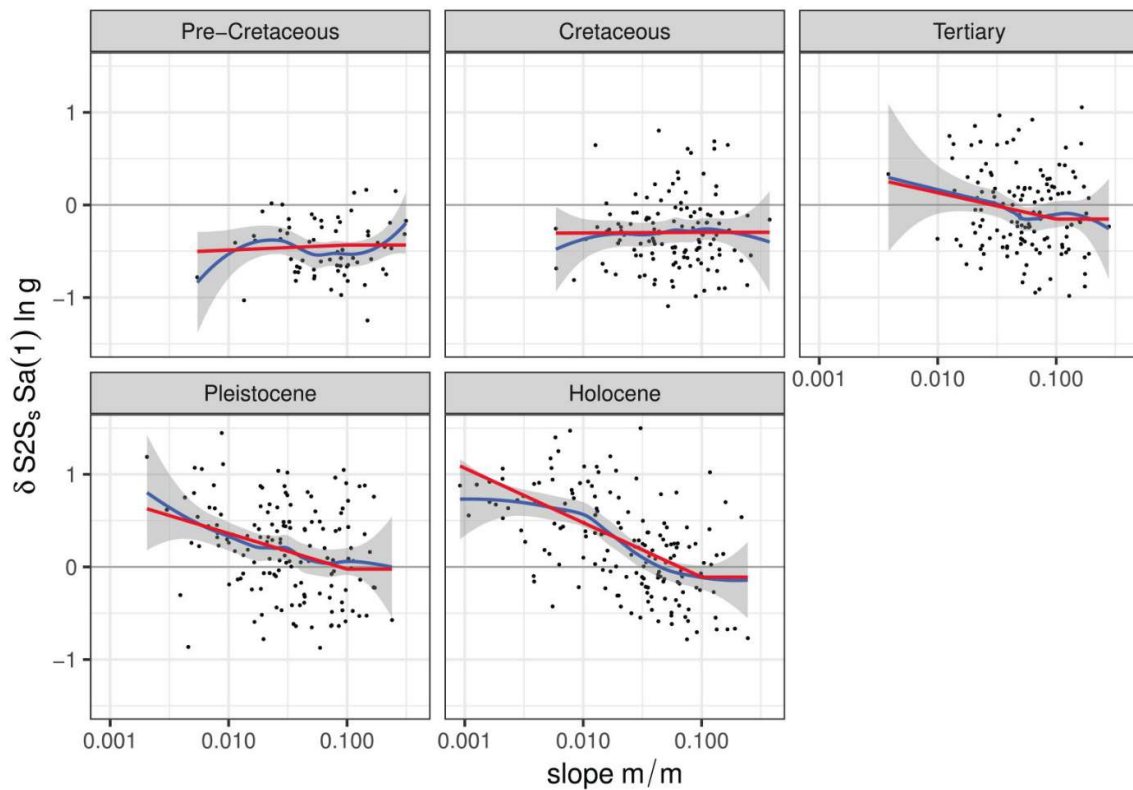 Pre−Cretaceous
Cretaceous
Tertiary
1
0
−1
0.001 0.010 0.100
Pleistocene
Holocene
1
0
−1
0.001 0.010 0.100
0.001 0.010 0.100
δ S2Sₛ Sa(1) ln g
slope m/m